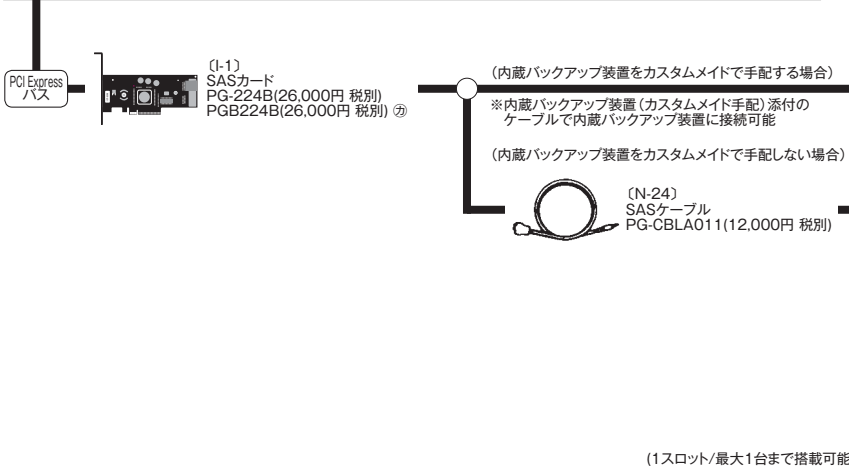 PCI Express
バス
〔I-1〕
SASカード
PG-224B(26,000円 税別)
PGB224B(26,000円 税別) ㋕
(内蔵バックアップ装置をカスタムメイドで手配する場合)
※内蔵バックアップ装置(カスタムメイド手配)添付の
ケーブルで内蔵バックアップ装置に接続可能
(内蔵バックアップ装置をカスタムメイドで手配しない場合)
〔N-24〕
SASケーブル
PG-CBLA011(12,000円 税別)
(1スロット/最大1台まで搭載可能